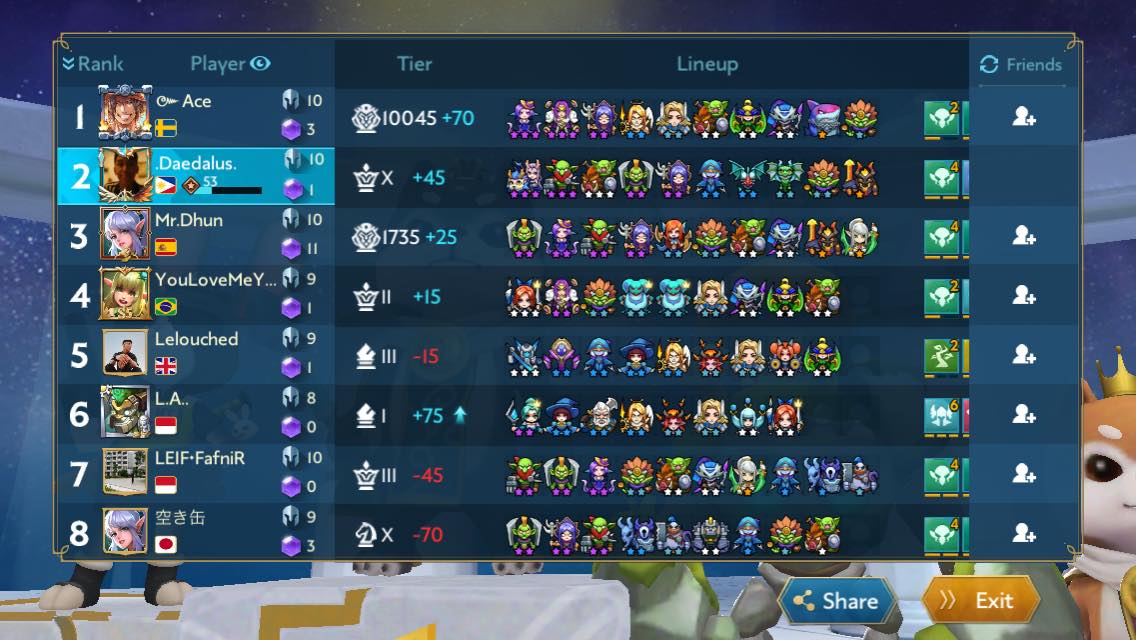 Rank Player Tier Lineup Friends
1 Ace 10 3 10045 +70 2
2 .Daedalus. 53 10 1 X +45 4
3 Mr.Dhun 10 11 1735 +25 4
4 YouLoveMeY... 9 1 II +15 2
5 Lelouched 9 1 III -15 2
6 L.A.. 8 0 I +75 6
7 LEIF·FafniR 10 0 III -45 4
8 空き缶 9 3 X -70 4
Share Exit